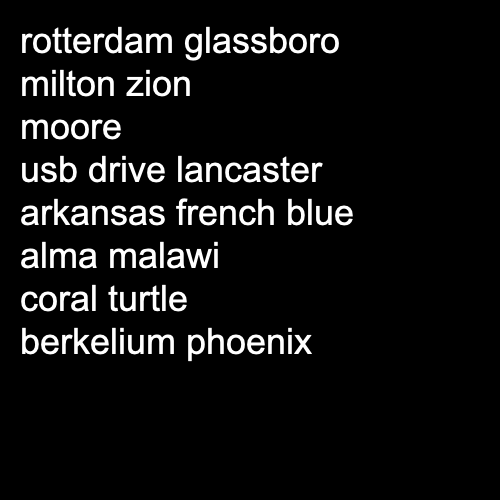 rotterdam glassboro
milton zion
moore
usb drive lancaster
arkansas french blue
alma malawi
coral turtle
berkelium phoenix